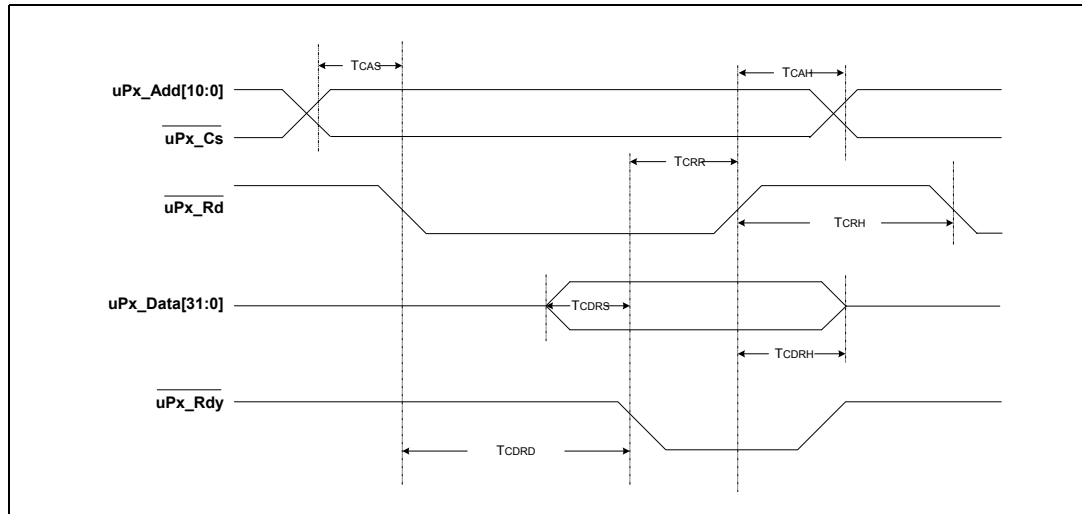 TCAS
TCAH
uPx_Add[10:0]
uPx_Cs
TCRR
uPx_Rd
TCRH
uPx_Data[31:0]
TCDRS
TCDRH
uPx_Rdy
TCDRD